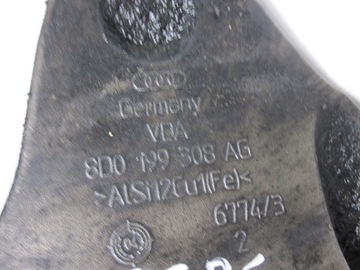 Germany
VDA
8D0 199 308 AG
>AlSi12Cu1(Fe)<
6774/3
2